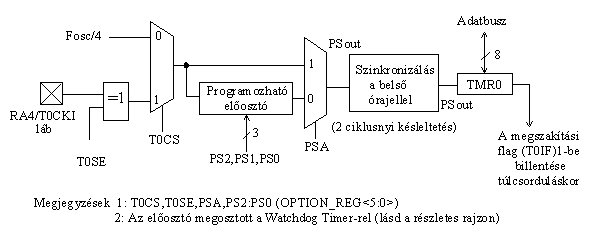 Fosc/4
0
1
=1
RA4/T0CKI
láb
T0SE
T0CS
Programozható
előosztó
3
PS2,PS1,PS0
1
0
PSA
PSout
Szinkronizálás
a belső
órajellel
(2 ciklusnyi késleltetés)
PSout
Adatbusz
8
TMR0
A megszakítási
flag (T0IF)1-be
billentése
túlcsorduláskor
Megjegyzések 1: T0CS,T0SE,PSA,PS2:PS0 (OPTION_REG<5:0>)
2: Az előosztó megosztott a Watchdog Timer-rel (lásd a részletes rajzon)